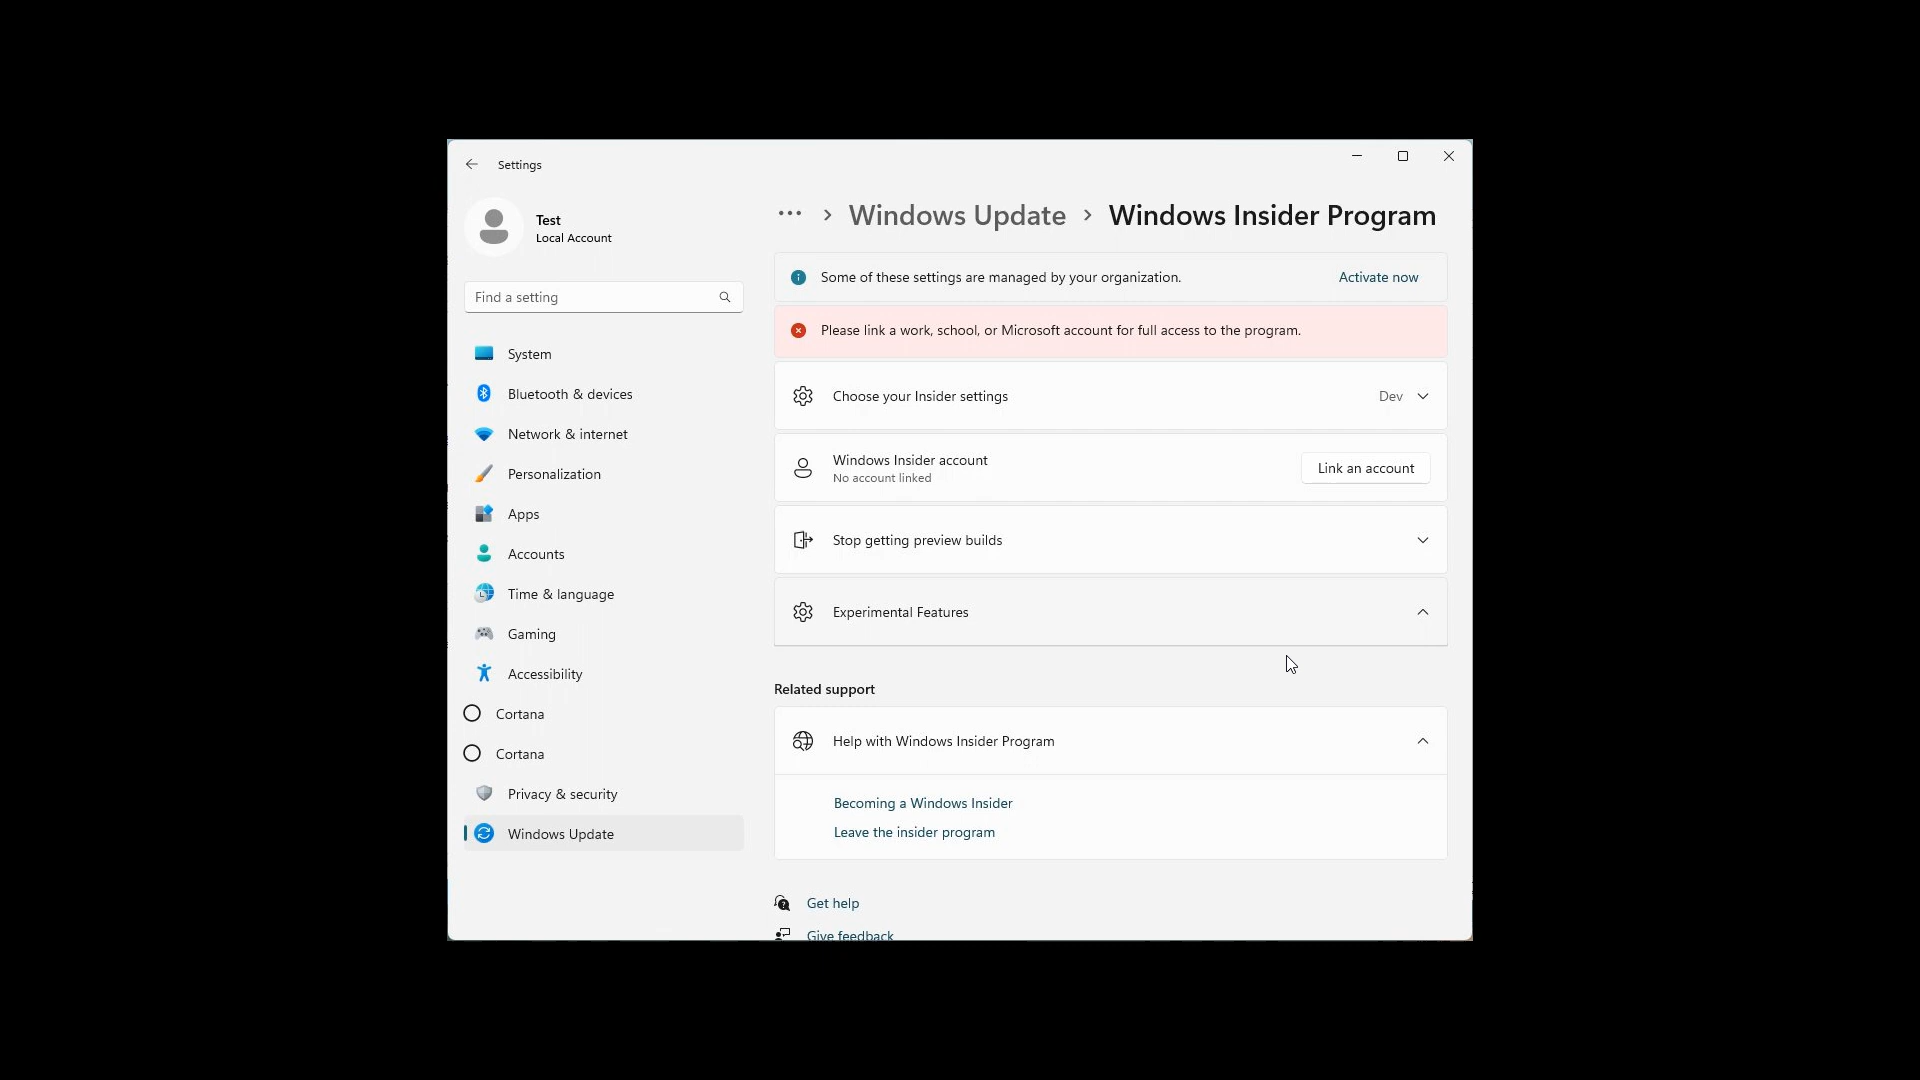 Settings
Test
Local Account
Find a setting
System
Bluetooth & devices
Network & internet
Personalization
Apps
Accounts
Time & language
Gaming
Accessibility
Cortana
Cortana
Privacy & security
Windows Update
... > Windows Update > Windows Insider Program
Some of these settings are managed by your organization. Activate now
Please link a work, school, or Microsoft account for full access to the program.
Choose your Insider settings Dev
Windows Insider account
No account linked
Link an account
Stop getting preview builds
Experimental Features
Related support
Help with Windows Insider Program
Becoming a Windows Insider
Leave the insider program
Get help
Give feedback